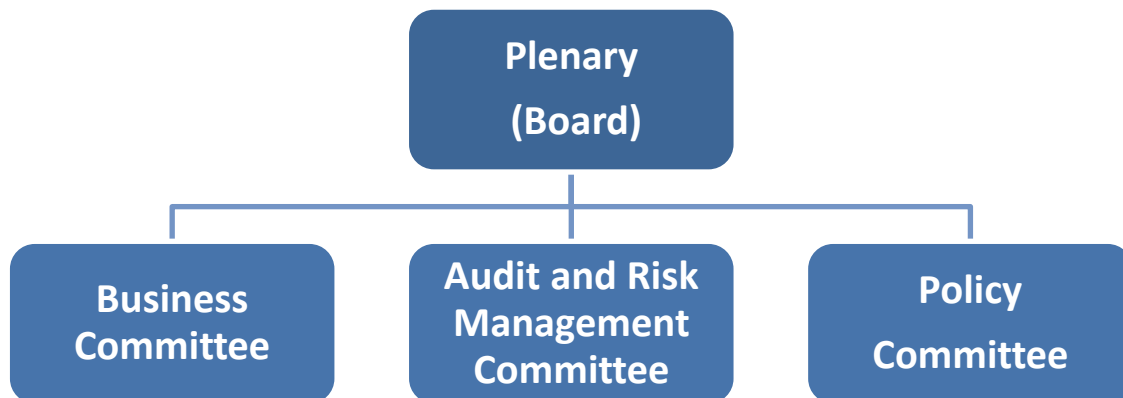 Plenary
(Board)
Business
Committee
Audit and Risk
Management
Committee
Policy
Committee